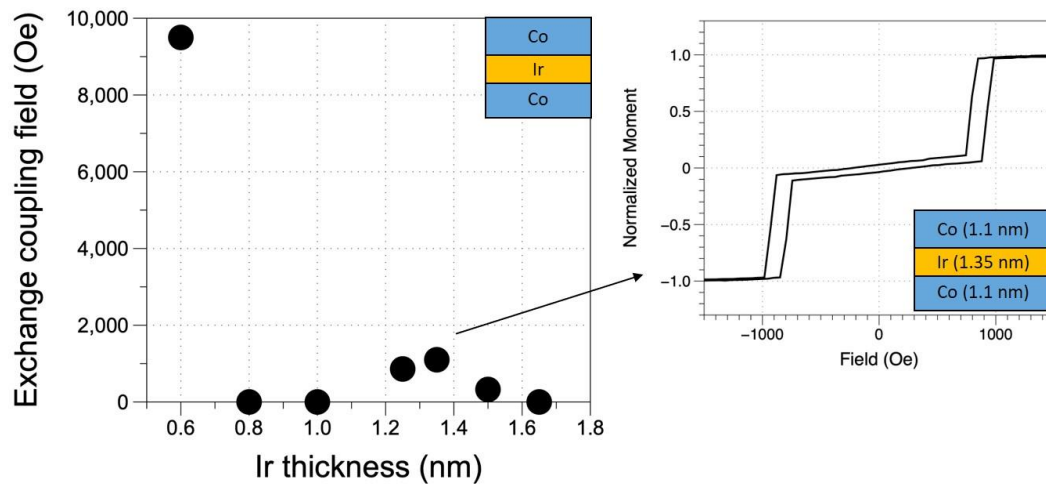 Exchange coupling field (Oe)
10,000
8,000
6,000
4,000
2,000
0
0.6 0.8 1.0 1.2 1.4 1.6 1.8
Ir thickness (nm)
Co
Ir
Co
Normalized Moment
1.0
0.5
0
−0.5
−1.0
−1000 0 1000
Field (Oe)
Co (1.1 nm)
Ir (1.35 nm)
Co (1.1 nm)